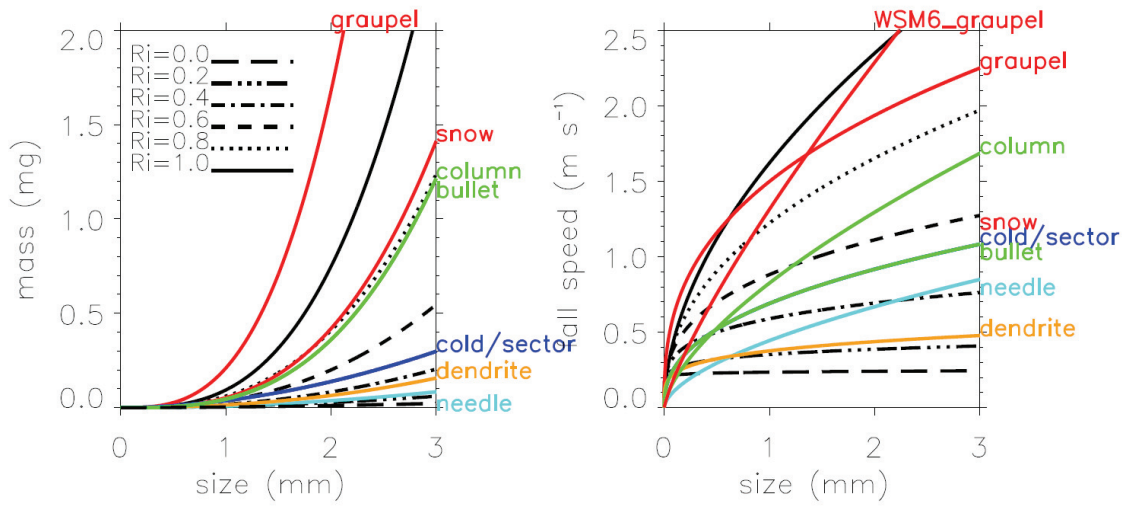 graupel
2.0
Ri=0.0
Ri=0.2
Ri=0.4
Ri=0.6
Ri=0.8
Ri=1.0
1.5
snow
column
bullet
1.0
mass (mg)
0.5
cold/sector
dendrite
needle
0.0
0 1 2 3
size (mm)
WSM6_graupel
2.5
graupel
2.0
column
1.5
snow
cold/sector
bullet
1.0
needle
all speed (m s⁻¹)
0.5
dendrite
0.0
0 1 2 3
size (mm)